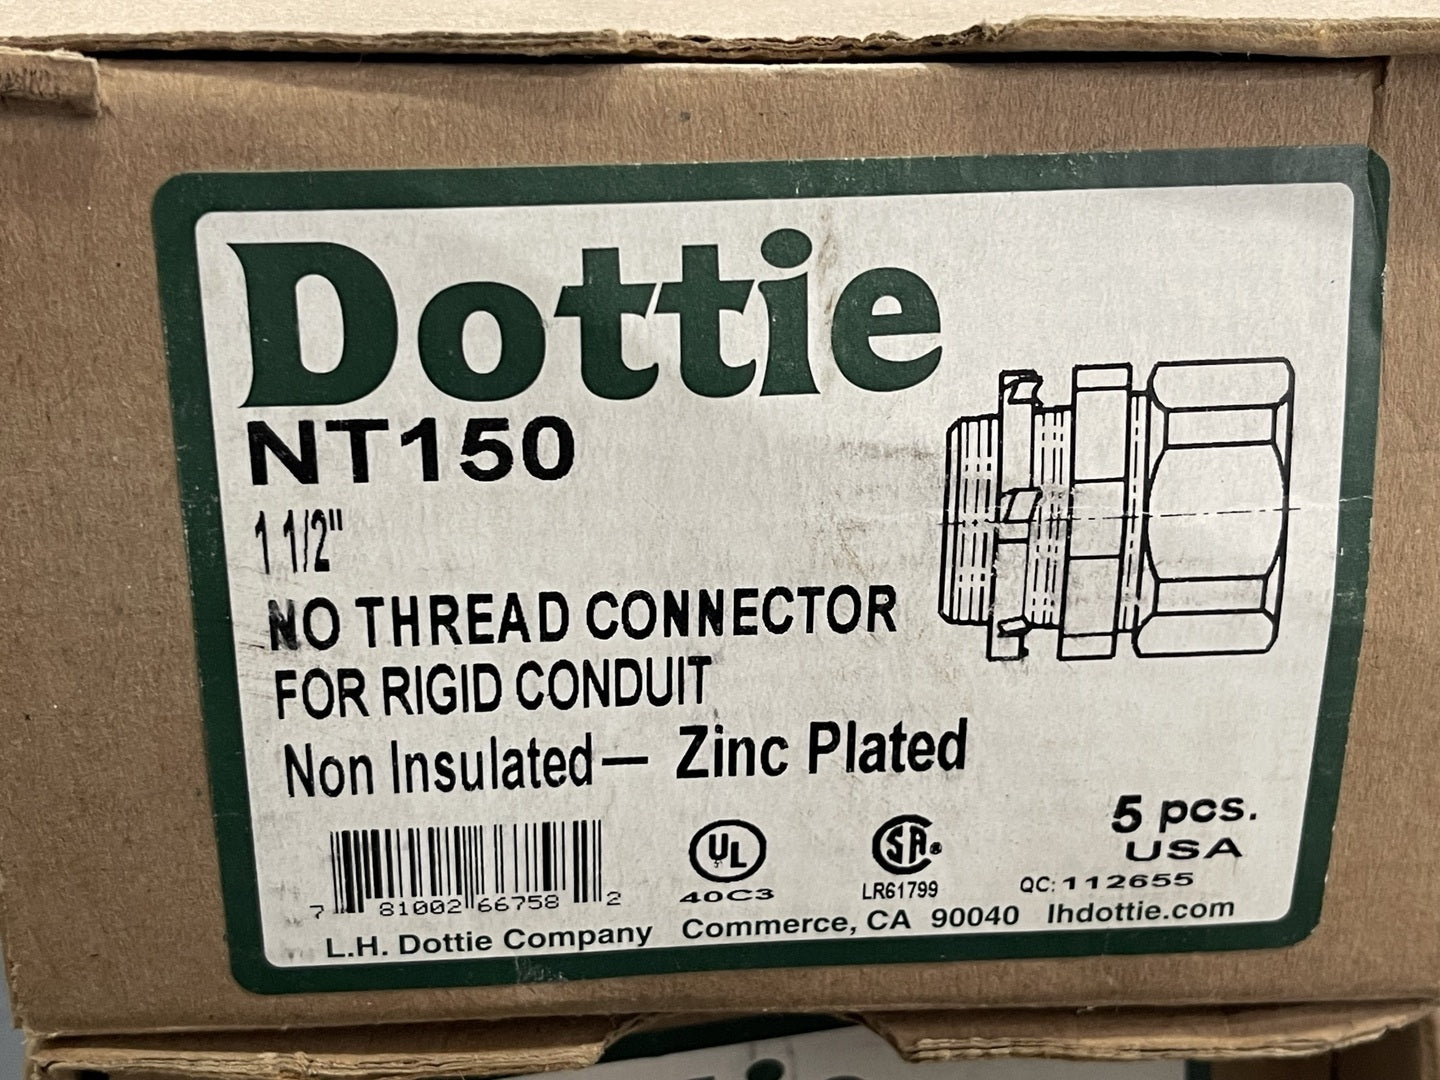 Dottie
NT150
1 1/2"
NO THREAD CONNECTOR
FOR RIGID CONDUIT
Non Insulated— Zinc Plated
5 pcs.
USA
UL
40C3
SA®
LR61799
QC: 112655
7 81002 66758 2
L.H. Dottie Company Commerce, CA 90040 lhdottie.com